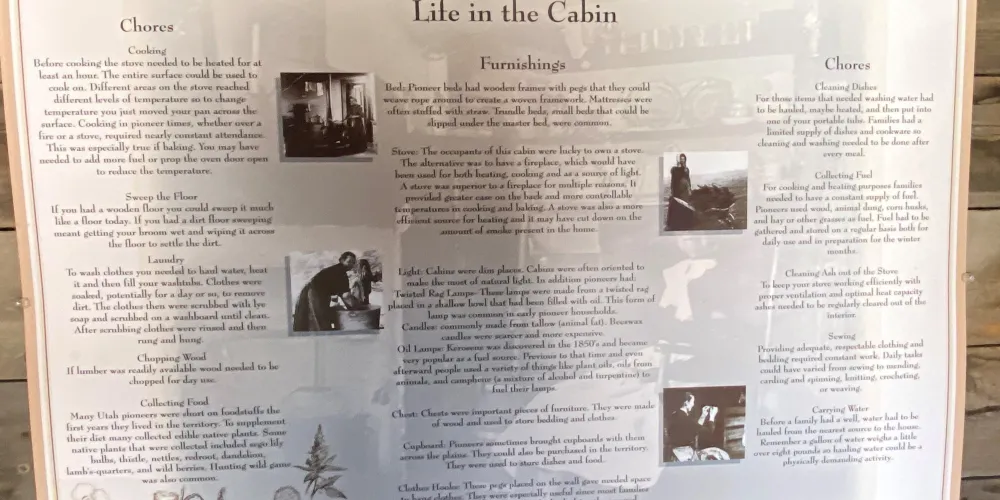 Life in the Cabin
Chores
Cooking
Before cooking the stove needed to be heated for at
least an hour. The entire surface could be used to
cook on. Different areas on the stove reached
different levels of temperature so to change
temperature you just moved your pan across the
surface. Cooking in pioneer times, whether over a
fire or a stove, required nearly constant attendance.
This was especially true if baking. You may have
needed to add more fuel or prop the oven door open
to reduce the temperature.
Sweep the Floor
If you had a wooden floor you could sweep it much
like a floor today. If you had a dirt floor sweeping
meant getting your broom wet and wiping it across
the floor to settle the dirt.
Laundry
To wash clothes you needed to haul water, heat
it and then fill your washtubs. Clothes were
soaked, potentially for a day or so, to remove
dirt. The clothes then were scrubbed with lye
soap and scrubbed on a washboard until clean.
After scrubbing clothes were rinsed and then
rung and hung.
Chopping Wood
If lumber was readily available wood needed to be
chopped for day use.
Collecting Food
Many Utah pioneers were short on foodstuffs the
first years they lived in the territory. To supplement
their diet many collected edible native plants. Some
native plants that were collected included sego lily
bulbs, thistle, nettles, redroot, dandelion,
lamb's-quarters, and wild berries. Hunting wild game
was also common.
Furnishings
Bed: Pioneer beds had wooden frames with pegs that they could
weave rope around to create a woven framework. Mattresses were
often stuffed with straw. Trundle beds, small beds that could be
slipped under the master bed, were common.
Stove: The occupants of this cabin were lucky to own a stove.
The alternative was to have a fireplace, which would have
been used for both heating, cooking and as a source of light.
A stove was superior to a fireplace for multiple reasons. It
provided greater ease on the back and more controllable
temperatures in cooking and baking. A stove was also a more
efficient source for heating and it may have cut down on the
amount of smoke present in the home.
Light: Cabins were dim places. Cabins were often oriented to
make the most of natural light. In addition pioneers had:
Twisted Rag Lamps- These lamps were made from a twisted rag
placed in a shallow bowl that had been filled with oil. This form of
lamp was common in early pioneer households.
Candles: commonly made from tallow (animal fat). Beeswax
candles were scarcer and more expensive.
Oil Lamps: Kerosene was discovered in the 1850's and became
very popular as a fuel source. Previous to that time and even
afterward people used a variety of things like plant oils, oils from
animals, and camphene (a mixture of alcohol and turpentine) to
fuel their lamps.
Chest: Chests were important pieces of furniture. They were made
of wood and used to store bedding and clothes.
Cupboard: Pioneers sometimes brought cupboards with them
across the plains. They could also be purchased in the territory.
They were used to store dishes and food.
Clothes Hooks: These pegs placed on the wall gave needed space
to hang clothes. They were especially useful since most families
Chores
Cleaning Dishes
For those items that needed washing water had
to be hauled, maybe heated, and then put into
one of your portable tubs. Families had a
limited supply of dishes and cookware so
cleaning and washing needed to be done after
every meal.
Collecting Fuel
For cooking and heating purposes families
needed to have a constant supply of fuel.
Pioneers used wood, animal dung, corn husks,
and hay or other grasses as fuel. Fuel had to be
gathered and stored on a regular basis both for
daily use and in preparation for the winter
months.
Cleaning Ash out of the Stove
To keep your stove working efficiently with
proper ventilation and optimal heat capacity
ashes needed to be regularly cleared out of the
interior.
Sewing
Providing adequate, respectable clothing and
bedding required constant work. Daily tasks
could have varied from sewing to mending,
carding and spinning, knitting, crocheting,
or weaving.
Carrying Water
Before a family had a well, water had to be
hauled from the nearest source to the house.
Remember a gallon of water weighs a little
over eight pounds so hauling water could be a
physically demanding activity.